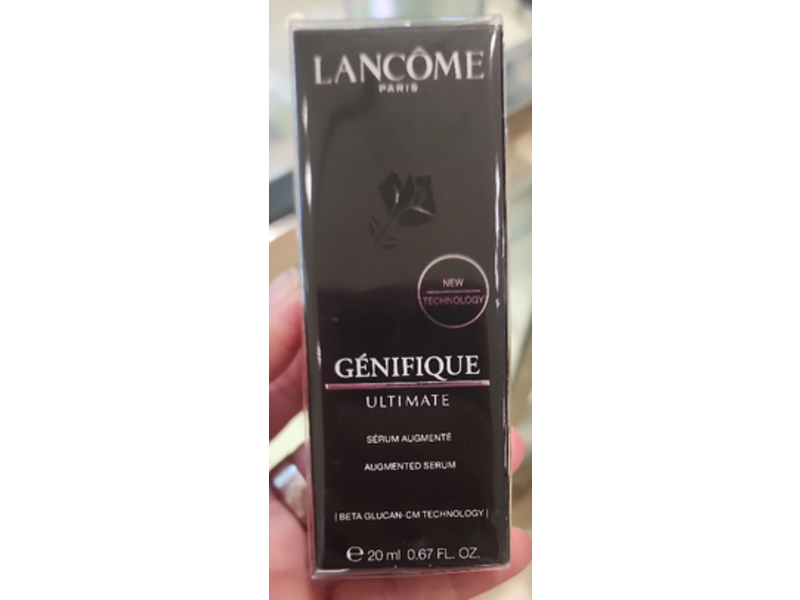 LANCÔME
PARIS
NEW
TECHNOLOGY
GÉNIFIQUE
ULTIMATE
SÉRUM AUGMENTÉ
AUGMENTED SERUM
| BETA GLUCAN-CM TECHNOLOGY |
℮ 20 ml 0.67 FL. OZ.